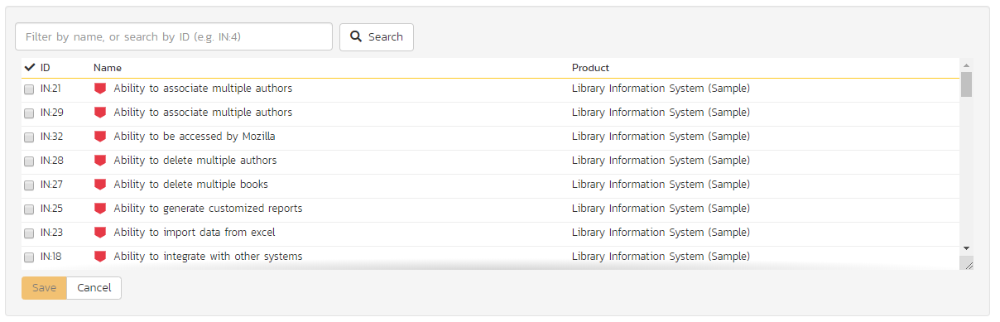 Filter by name, or search by ID (e.g. IN:4) Search
ID Name Product
IN:21 Ability to associate multiple authors Library Information System (Sample)
IN:29 Ability to associate multiple authors Library Information System (Sample)
IN:32 Ability to be accessed by Mozilla Library Information System (Sample)
IN:28 Ability to delete multiple authors Library Information System (Sample)
IN:27 Ability to delete multiple books Library Information System (Sample)
IN:25 Ability to generate customized reports Library Information System (Sample)
IN:23 Ability to import data from excel Library Information System (Sample)
IN:18 Ability to integrate with other systems Library Information System (Sample)
Save Cancel